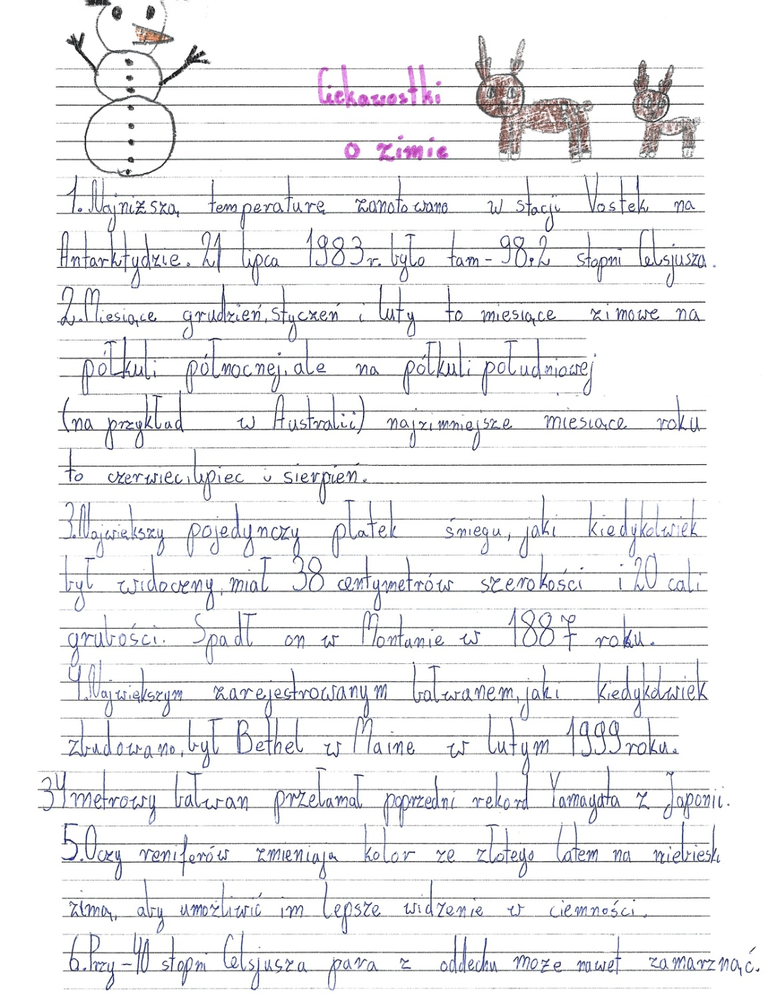 Ciekawostki
o zimie
1. Najniższą temperaturę zanotowano w stacji Vostek na
Antarktydzie. 21 lipca 1983 r. było tam -98.2 stopni Celsjusza.
2. Miesiące grudzień, styczeń i luty to miesiące zimowe na
półkuli północnej, ale na półkuli południowej
(na przykład w Australii) najzimniejsze miesiące roku
to czerwiec, lipiec i sierpień.
3. Największy pojedynczy płatek śniegu, jaki kiedykolwiek
był widoczny, miał 38 centymetrów szerokości i 20 cali
grubości. Spadł on w Montanie w 1887 roku.
4. Największym zarejestrowanym bałwanem, jaki kiedykolwiek
zbudowano, był Bethel w Maine w lutym 1999 roku.
34 metrowy bałwan przełamał poprzedni rekord Yamagata z Japonii.
5. Oczy reniferów zmieniają kolor ze złotego latem na niebieski
zimą, aby umożliwić im lepsze widzenie w ciemności.
6. Przy -40 stopni Celsjusza para z oddechu może nawet zamarznąć.